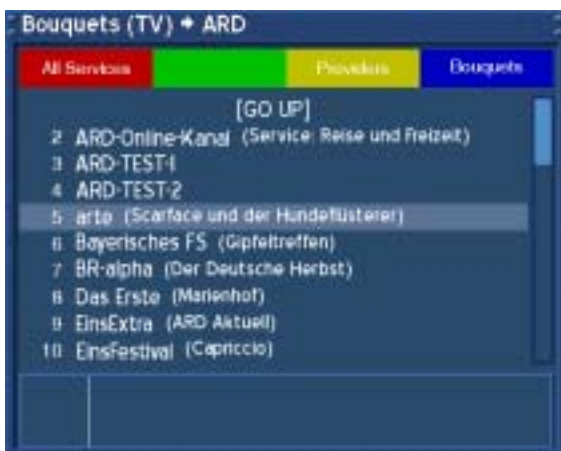 Bouquets (TV) → ARD
All Services Providers Bouquets
[GO UP]
2 ARD-Online-Kanal (Service: Reise und Freizeit)
3 ARD-TEST-1
4 ARD-TEST-2
5 arte (Scarface und der Hundeflüsterer)
6 Bayerisches FS (Gipfeltreffen)
7 BR-alpha (Der Deutsche Herbst)
8 Das Erste (Marienhof)
9 EinsExtra (ARD Aktuell)
10 EinsFestival (Capriccio)